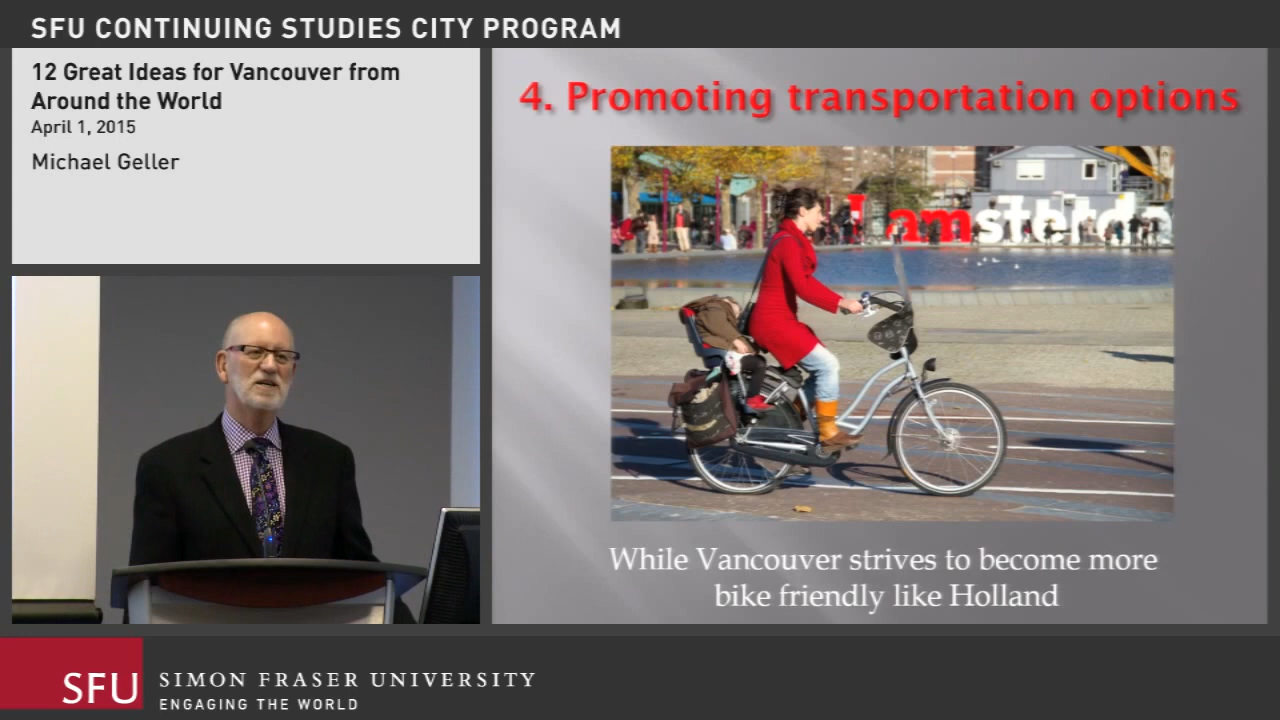 SFU CONTINUING STUDIES CITY PROGRAM
12 Great Ideas for Vancouver from
Around the World
April 1, 2015
Michael Geller
4. Promoting transportation options
I amsterda
While Vancouver strives to become more
bike friendly like Holland
SFU
SIMON FRASER UNIVERSITY
ENGAGING THE WORLD